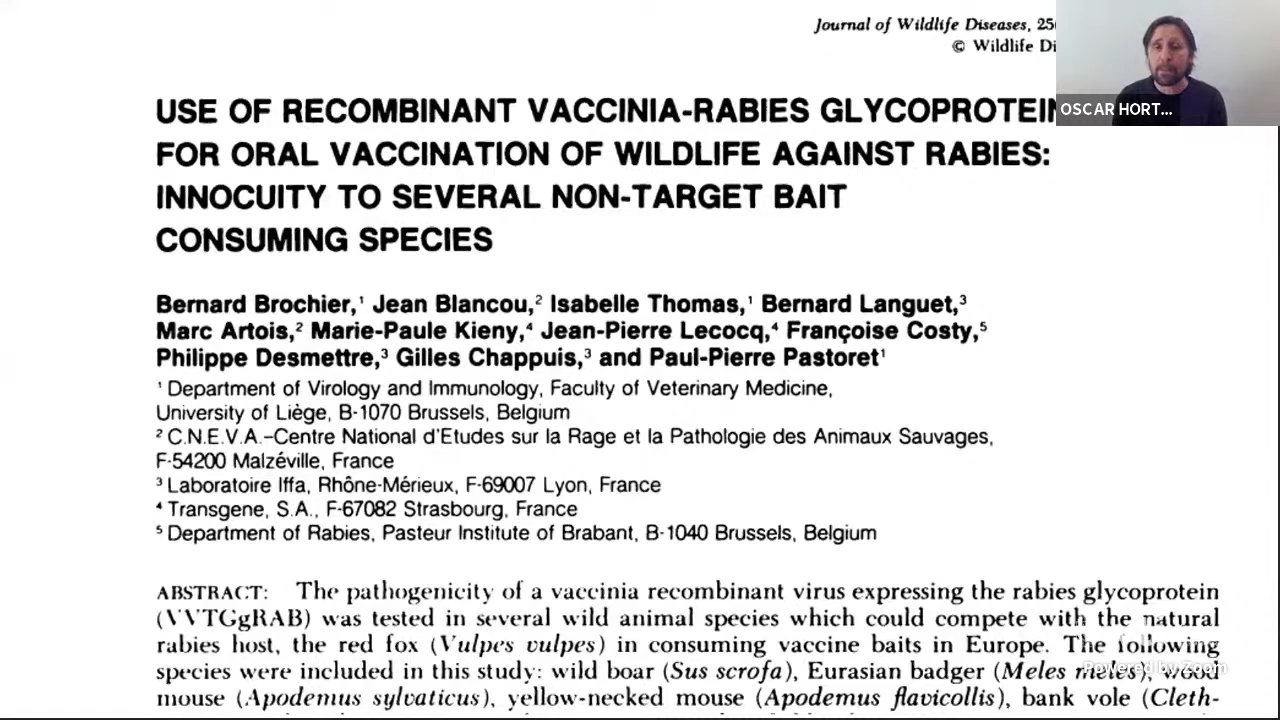 Journal of Wildlife Diseases, 25
© Wildlife Di
OSCAR HORT...
USE OF RECOMBINANT VACCINIA-RABIES GLYCOPROTEIN
FOR ORAL VACCINATION OF WILDLIFE AGAINST RABIES:
INNOCUITY TO SEVERAL NON-TARGET BAIT
CONSUMING SPECIES
Bernard Brochier,¹ Jean Blancou,² Isabelle Thomas,¹ Bernard Languet,³
Marc Artois,² Marie-Paule Kieny,⁴ Jean-Pierre Lecocq,⁴ Françoise Costy,⁵
Philippe Desmettre,³ Gilles Chappuis,³ and Paul-Pierre Pastoret¹
¹ Department of Virology and Immunology, Faculty of Veterinary Medicine,
University of Liège, B-1070 Brussels, Belgium
² C.N.E.V.A.–Centre National d'Etudes sur la Rage et la Pathologie des Animaux Sauvages,
F-54200 Malzéville, France
³ Laboratoire Iffa, Rhône-Mérieux, F-69007 Lyon, France
⁴ Transgene, S.A., F-67082 Strasbourg, France
⁵ Department of Rabies, Pasteur Institute of Brabant, B-1040 Brussels, Belgium
ABSTRACT: The pathogenicity of a vaccinia recombinant virus expressing the rabies glycoprotein
(VVTGgRAB) was tested in several wild animal species which could compete with the natural
rabies host, the red fox (Vulpes vulpes) in consuming vaccine baits in Europe. The following
species were included in this study: wild boar (Sus scrofa), Eurasian badger (Meles meles), wood
mouse (Apodemus sylvaticus), yellow-necked mouse (Apodemus flavicollis), bank vole (Cleth-
Powered by Zoom